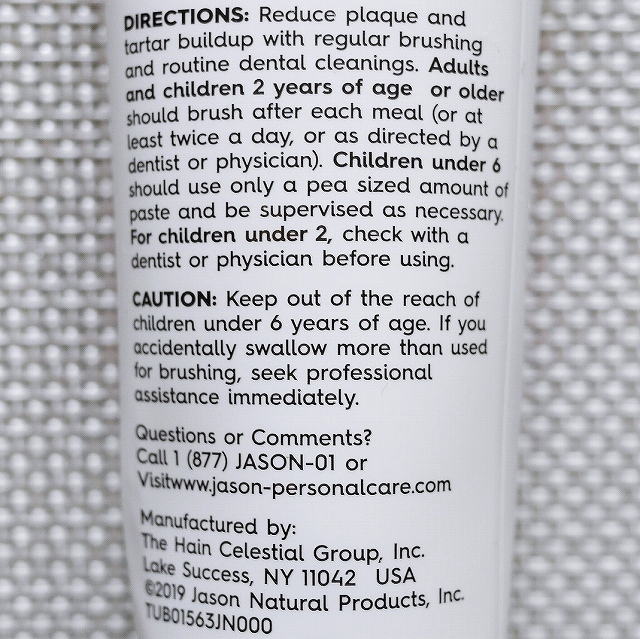 DIRECTIONS: Reduce plaque and
tartar buildup with regular brushing
and routine dental cleanings. Adults
and children 2 years of age or older
should brush after each meal (or at
least twice a day, or as directed by a
dentist or physician). Children under 6
should use only a pea sized amount of
paste and be supervised as necessary.
For children under 2, check with a
dentist or physician before using.
CAUTION: Keep out of the reach of
children under 6 years of age. If you
accidentally swallow more than used
for brushing, seek professional
assistance immediately.
Questions or Comments?
Call 1 (877) JASON-01 or
Visitwww.jason-personalcare.com
Manufactured by:
The Hain Celestial Group, Inc.
Lake Success, NY 11042 USA
©2019 Jason Natural Products, Inc.
TUB01563JN000